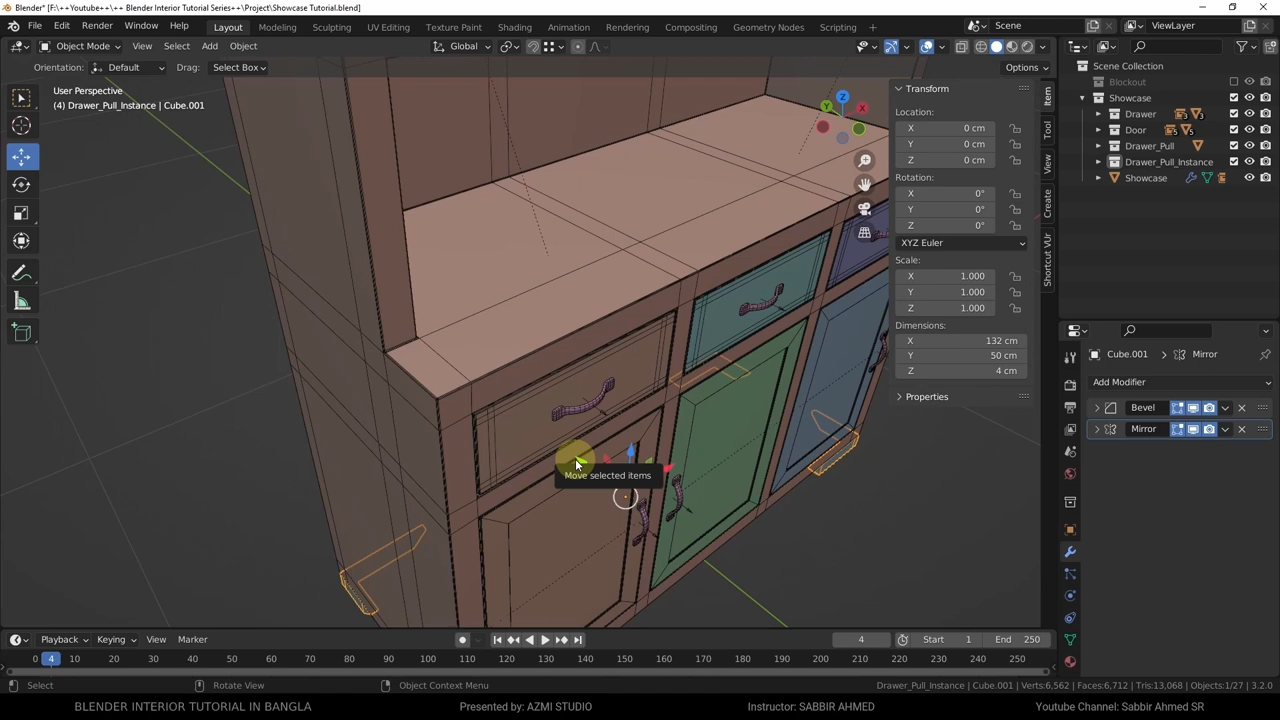 Blender* [F:\++Youtube++\++ Blender Interior Tutorial Series++\Project\Showcase Tutorial.blend]
File Edit Render Window Help Layout Modeling Sculpting UV Editing Texture Paint Shading Animation Rendering Compositing Geometry Nodes Scripting Scene ViewLayer
Object Mode View Select Add Object Global
Orientation: Default Drag: Select Box Options
User Perspective
(4) Drawer_Pull_Instance | Cube.001
Transform
Location:
X 0 cm
Y 0 cm
Z 0 cm
Rotation:
X 0°
Y 0°
Z 0°
XYZ Euler
Scale:
X 1.000
Y 1.000
Z 1.000
Dimensions:
X 132 cm
Y 50 cm
Z 4 cm
Properties
Item
Tool
View
Create
Shortcut VUr
Z
Y
X
Move selected items
Scene Collection
Blockout
Showcase
Drawer 3 3
Door 5 5
Drawer_Pull
Drawer_Pull_Instance
Showcase
Cube.001 Mirror
Add Modifier
Bevel
Mirror
Playback Keying View Marker 4 Start 1 End 250
0 4 10 20 30 40 50 60 70 80 90 100 110 120 130 140 150 160 170 180 190 200 210 220 230 240 250
Select Rotate View Object Context Menu Drawer_Pull_Instance | Cube.001 | Verts:6,562 | Faces:6,712 | Tris:13,068 | Objects:1/27 | 3.2.0
BLENDER INTERIOR TUTORIAL IN BANGLA Presented by: AZMI STUDIO Instructor: SABBIR AHMED Youtube Channel: Sabbir Ahmed SR